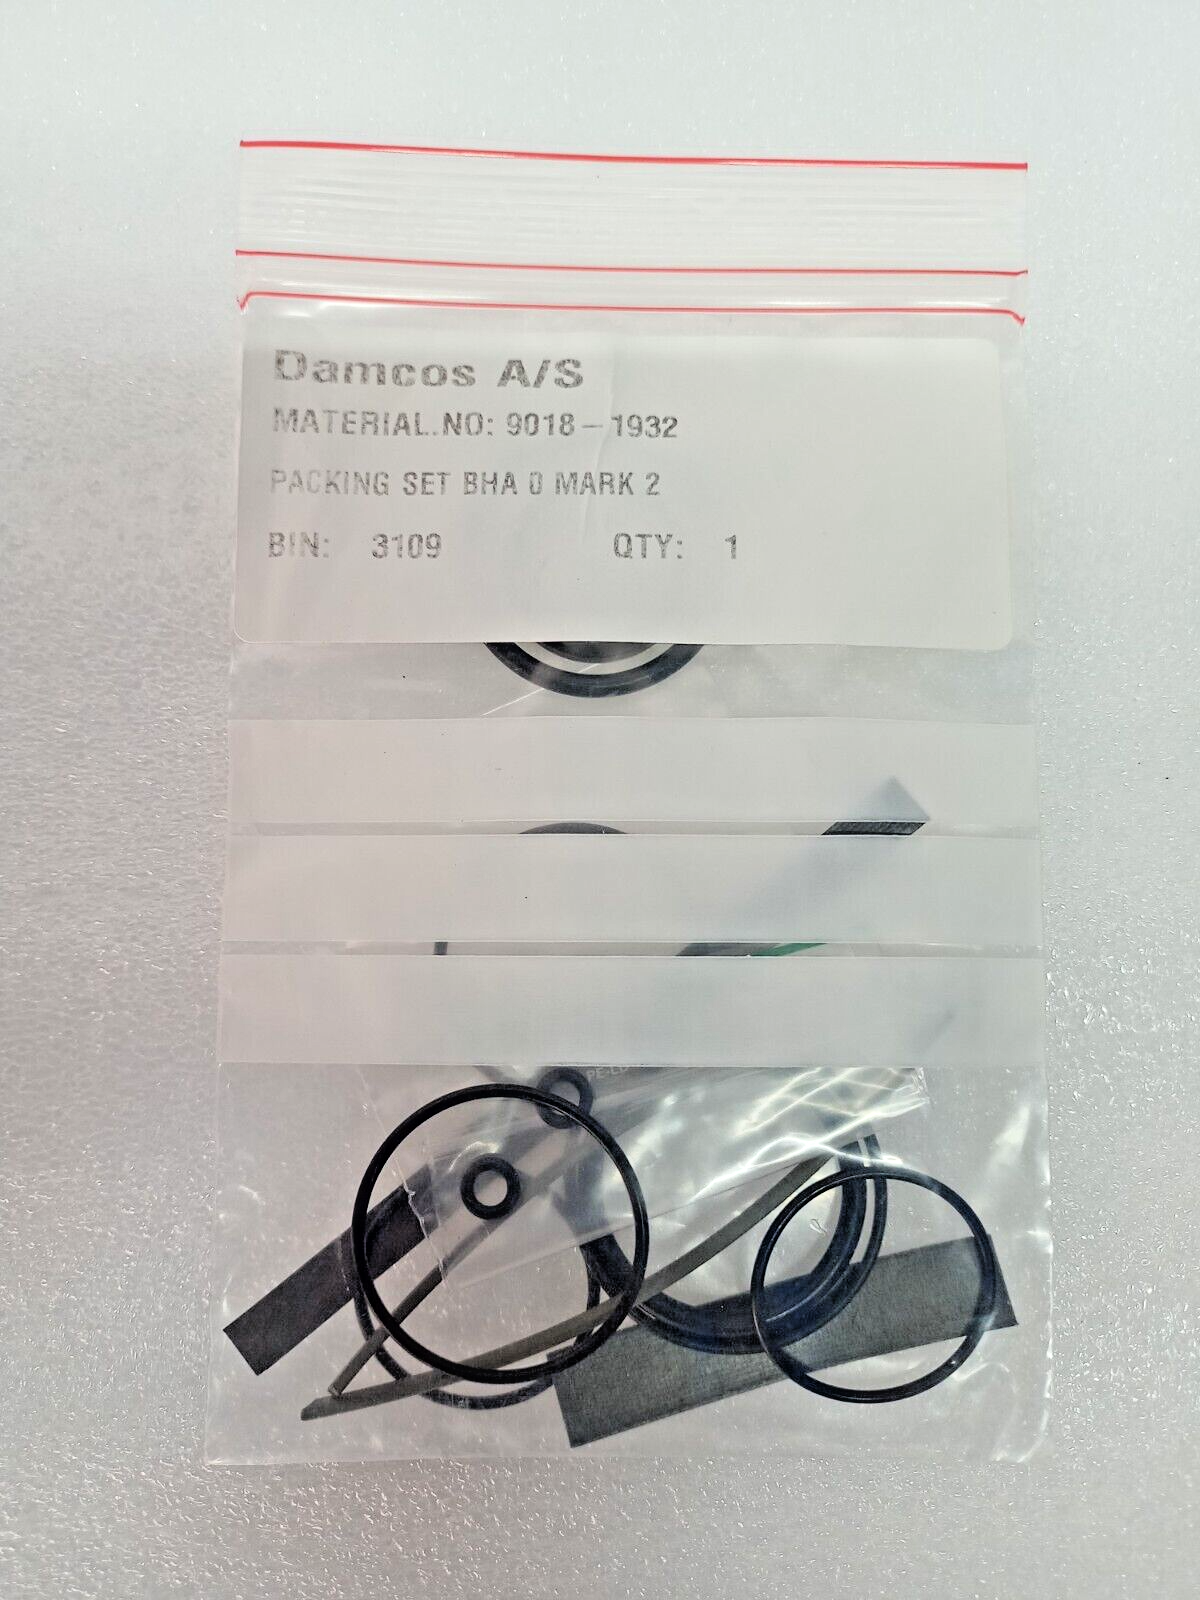 Damcos A/S
MATERIAL.NO: 9018-1932
PACKING SET BHA 0 MARK 2
BIN: 3109 QTY: 1